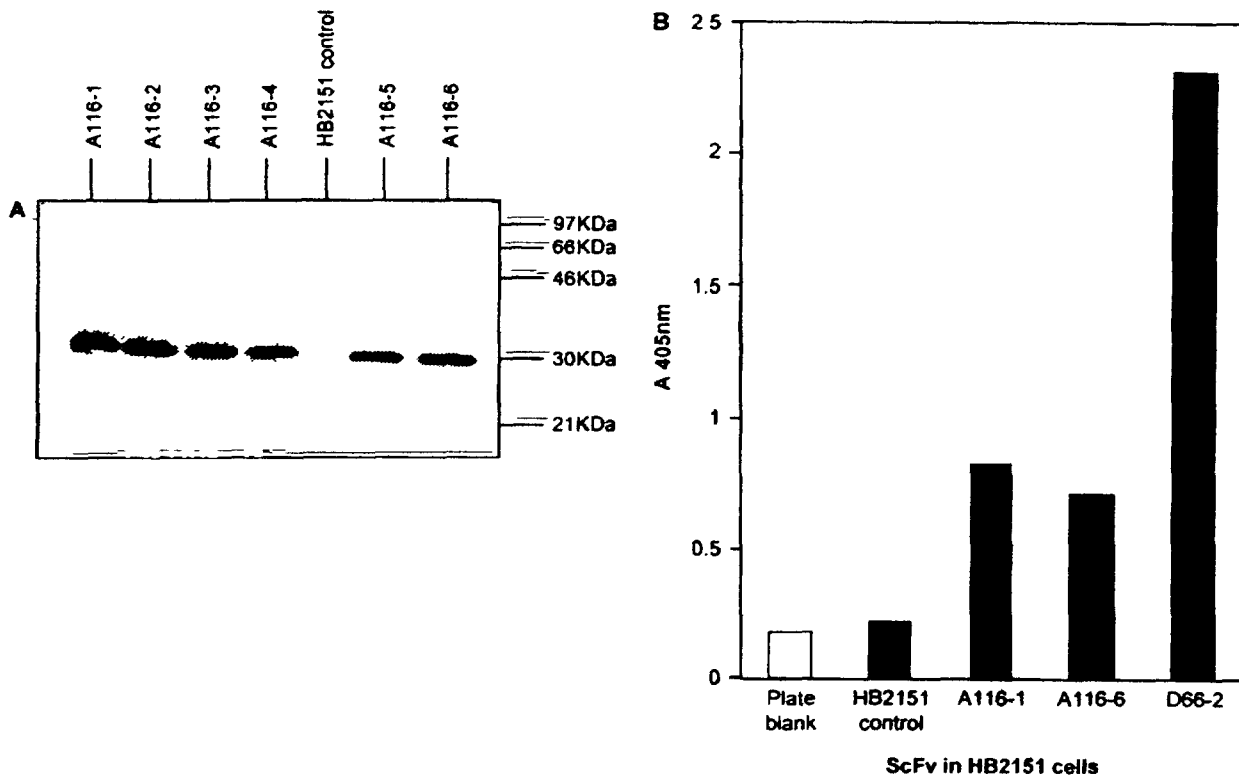 A116-1
A116-2
A116-3
A116-4
HB2151 control
A116-5
A116-6
A
97KDa
66KDa
46KDa
30KDa
21KDa
B
2 5
2
1.5
1
0.5
0
A 405nm
Plate blank
HB2151 control
A116-1
A116-6
D66-2
ScFv in HB2151 cells